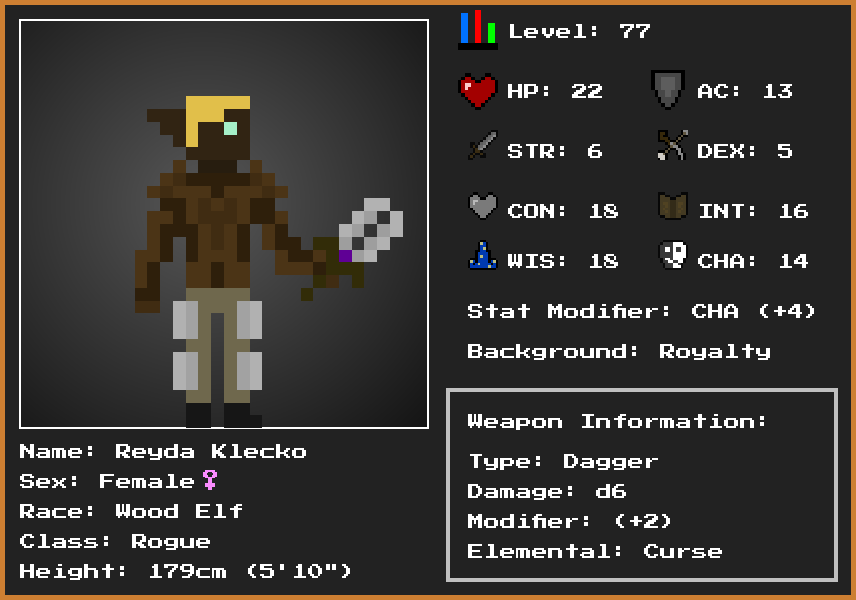 Level: 77
HP: 22
AC: 13
STR: 6
DEX: 5
CON: 18
INT: 16
WIS: 18
CHA: 14
Stat Modifier: CHA (+4)
Background: Royalty
Weapon Information:
Type: Dagger
Damage: d6
Modifier: (+2)
Elemental: Curse
Name: Reyda Klecko
Sex: Female♀
Race: Wood Elf
Class: Rogue
Height: 179cm (5'10")